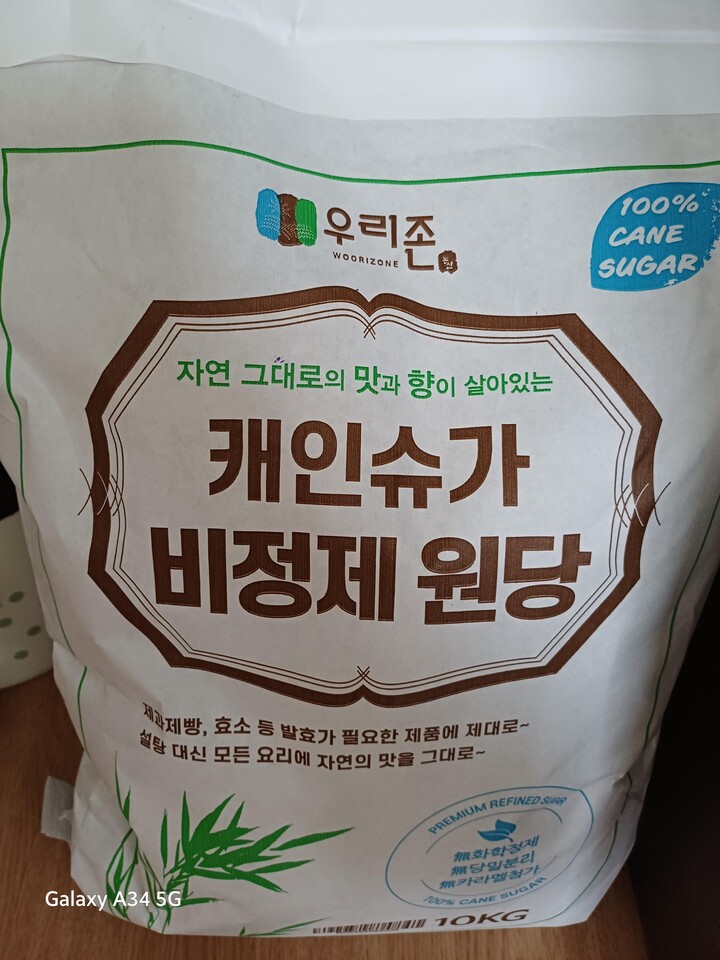 우리존
WOORIZONE
100%
CANE
SUGAR
자연 그대로의 맛과 향이 살아있는
캐인슈가
비정제 원당
제과제빵, 효소 등 발효가 필요한 제품에 제대로~
설탕 대신 모든 요리에 자연의 맛을 그대로~
PREMIUM REFINED SUGAR
無화학정제
無당밀분리
無카라멜첨가
100% CANE SUGAR
10KG
Galaxy A34 5G